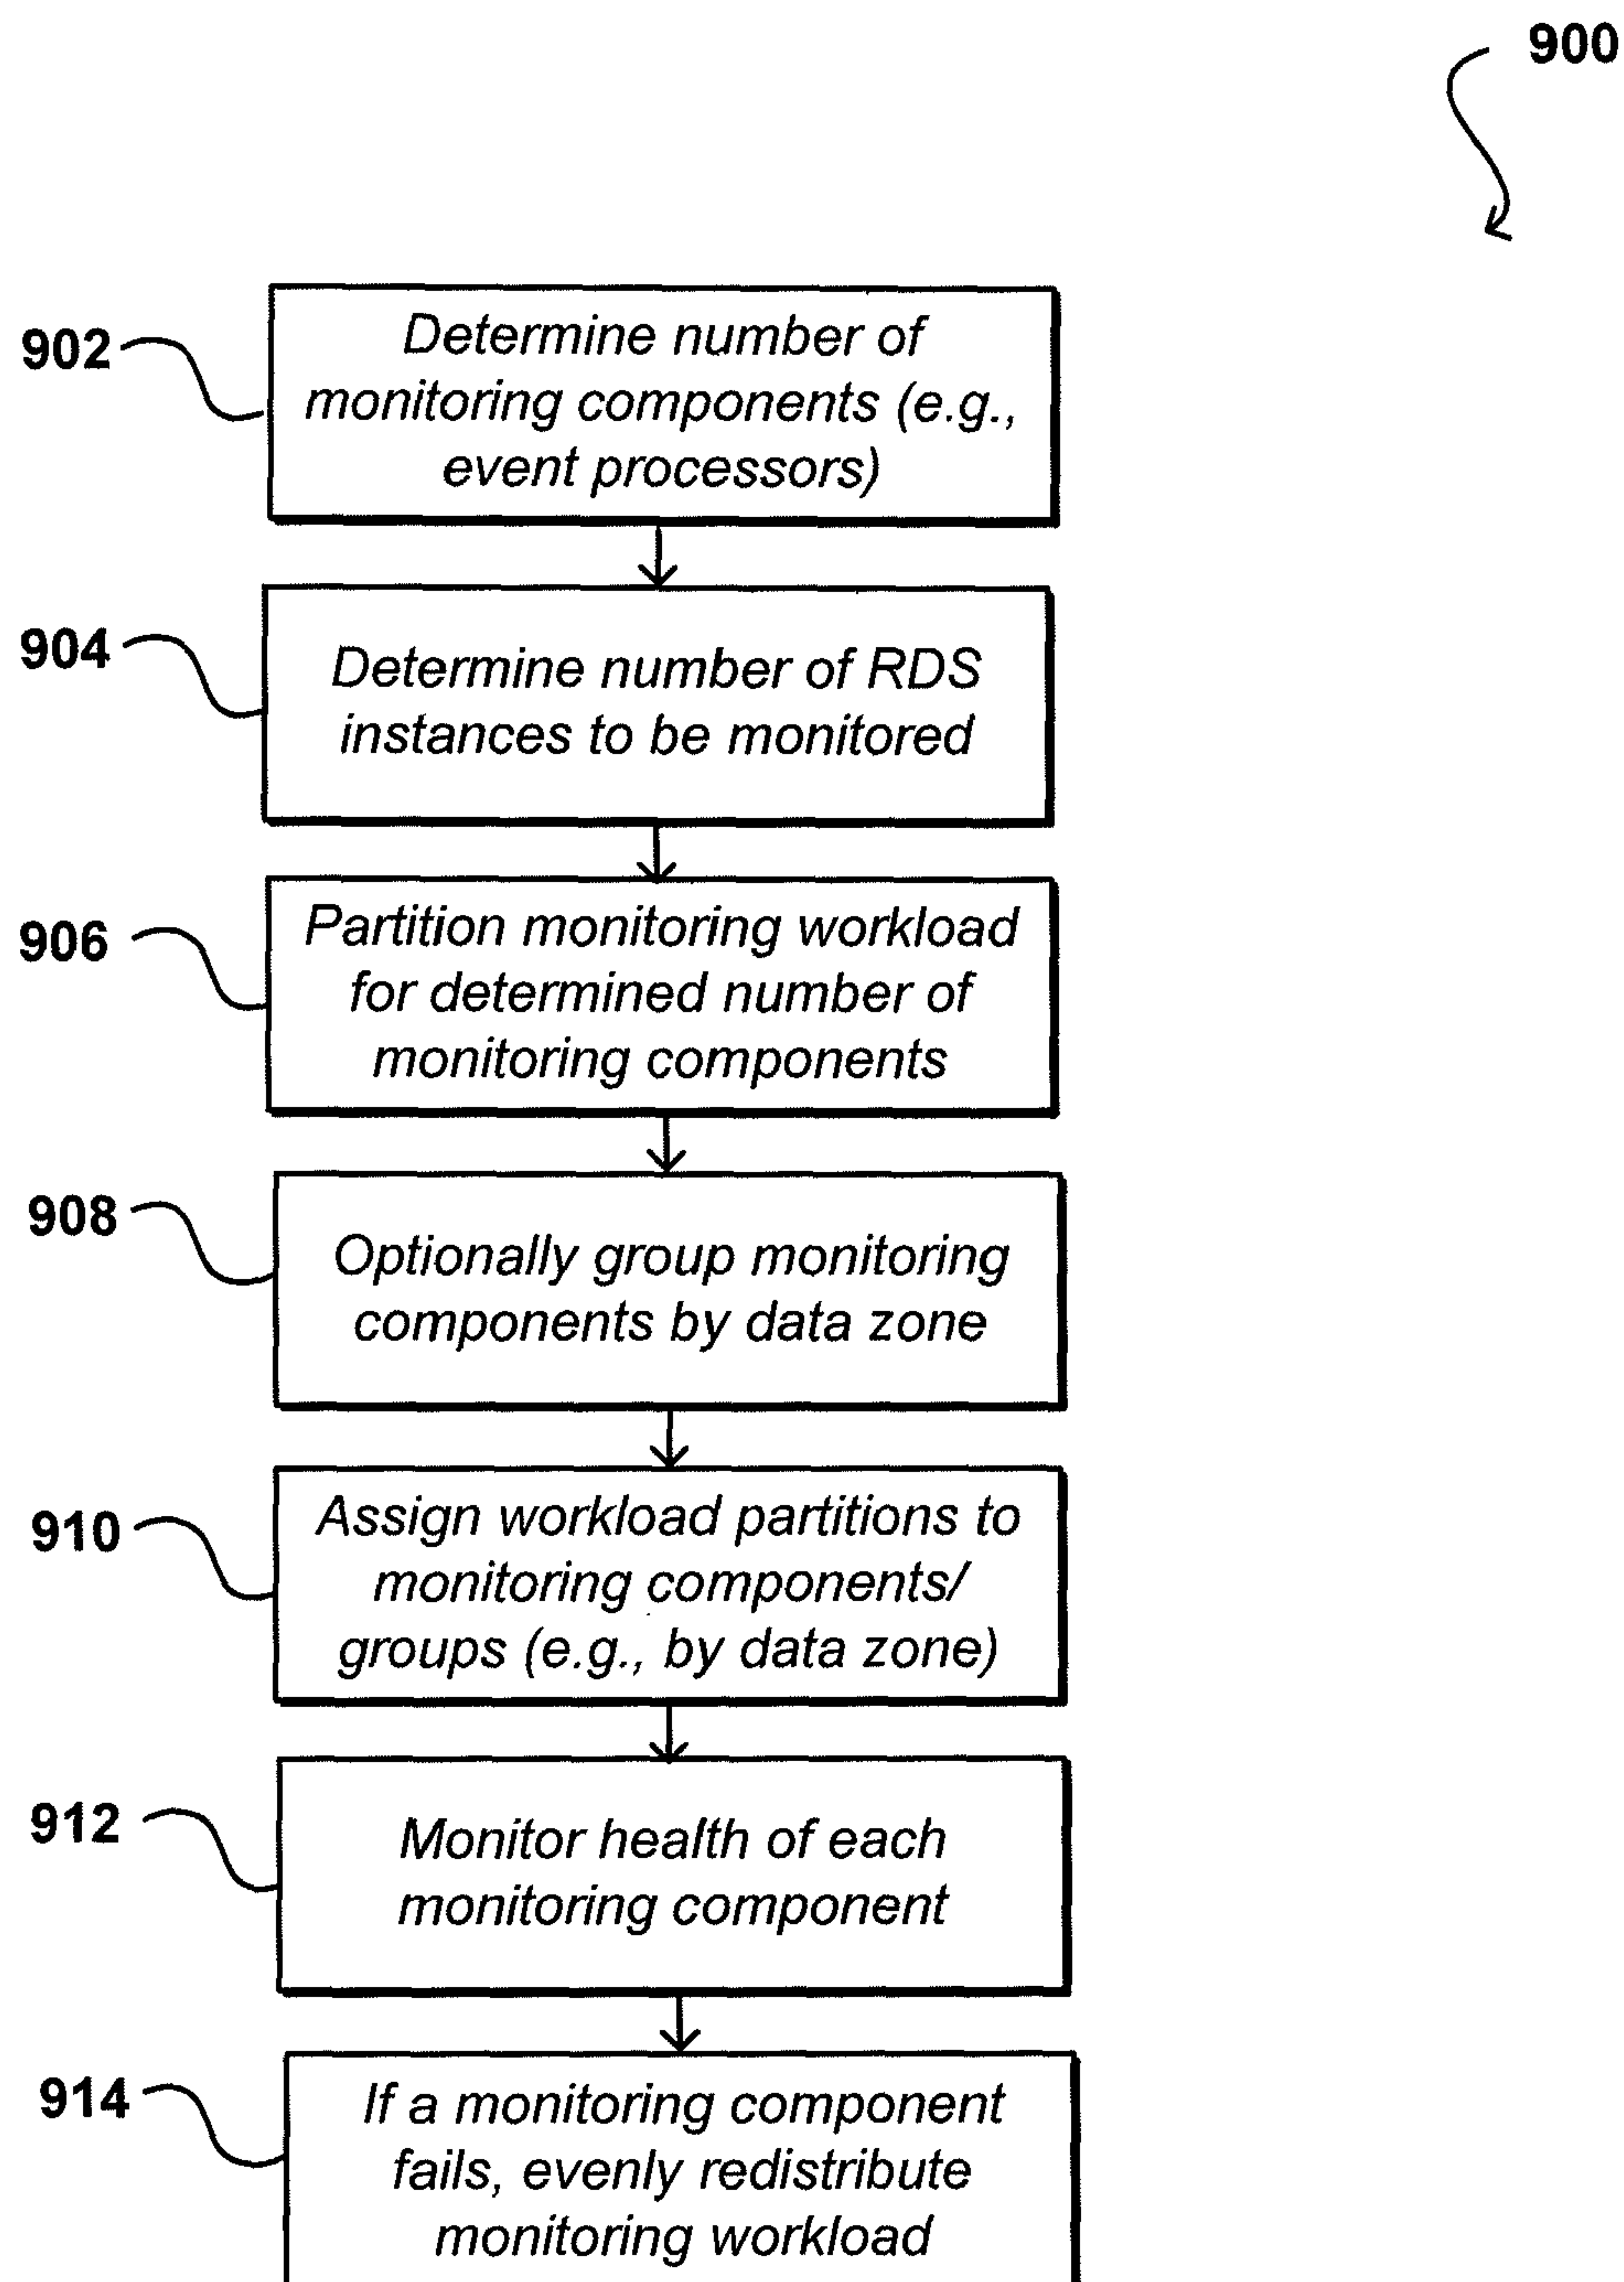 900
902
Determine number of
monitoring components (e.g.,
event processors)
904
Determine number of RDS
instances to be monitored
906
Partition monitoring workload
for determined number of
monitoring components
908
Optionally group monitoring
components by data zone
910
Assign workload partitions to
monitoring components/
groups (e.g., by data zone)
912
Monitor health of each
monitoring component
914
If a monitoring component
fails, evenly redistribute
monitoring workload